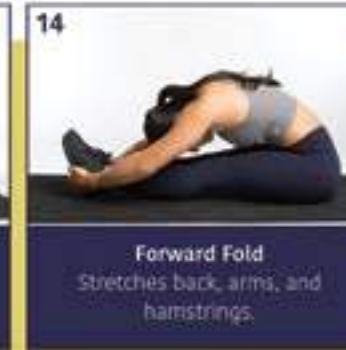 14
Forward Fold
Stretches back, arms, and
hamstrings.